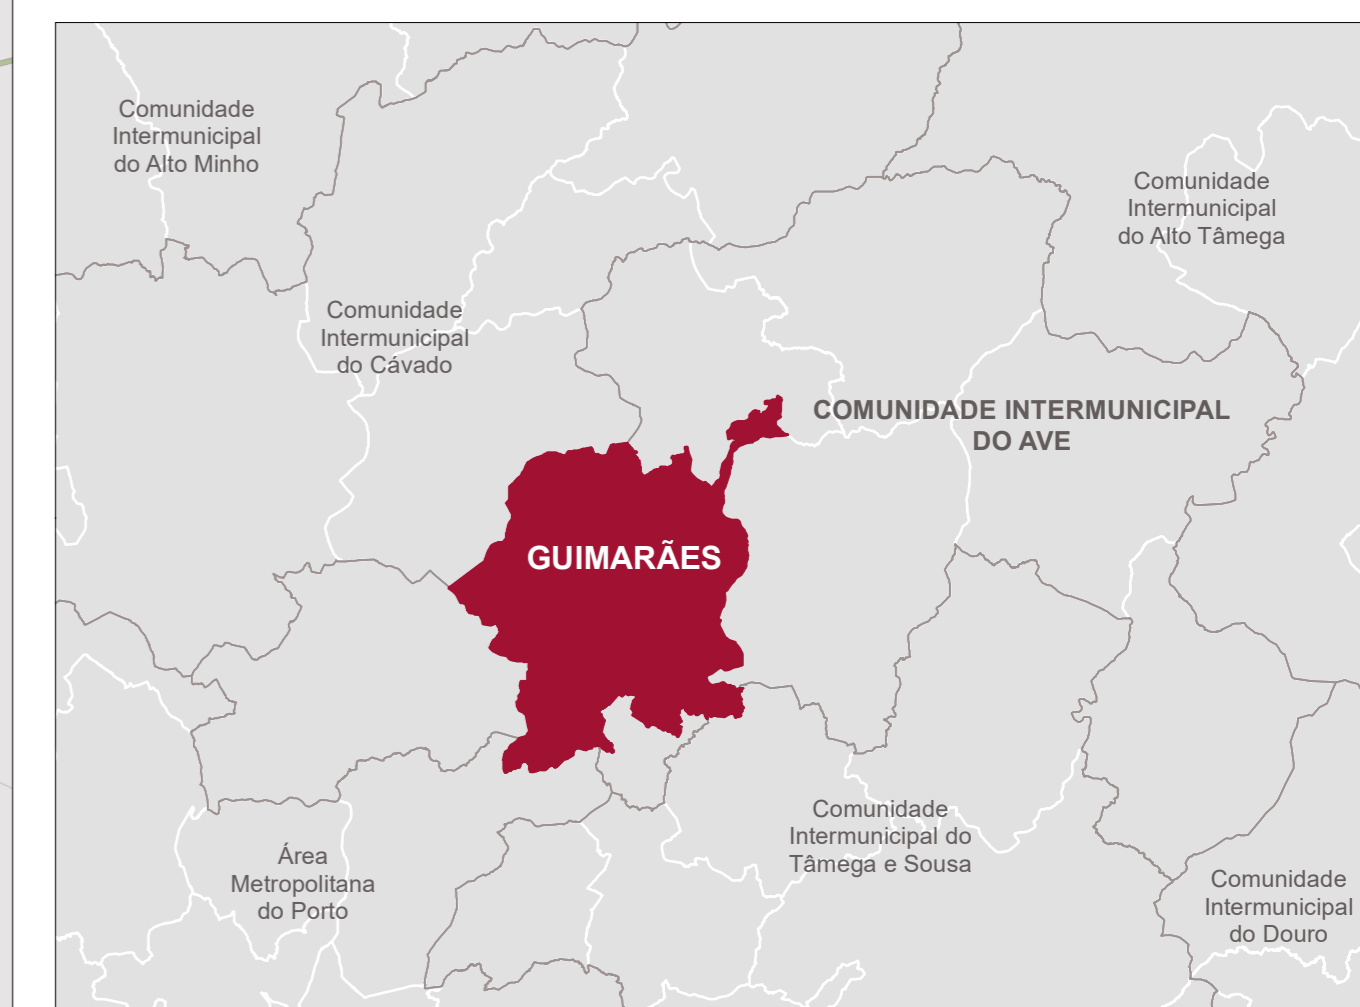 Comunidade
Intermunicipal
do Alto Minho
Comunidade
Intermunicipal
do Alto Tâmega
Comunidade
Intermunicipal
do Cávado
COMUNIDADE INTERMUNICIPAL
DO AVE
GUIMARÃES
Comunidade
Intermunicipal do
Tâmega e Sousa
Área
Metropolitana
do Porto
Comunidade
Intermunicipal
do Douro